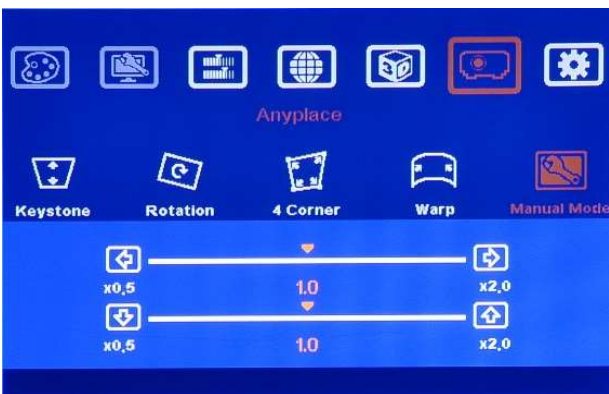 3D
Anyplace
Keystone Rotation 4 Corner Warp Manual Mode
1.0
x0,5 x2,0
1.0
x0,5 x2,0